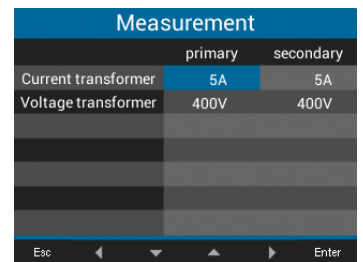 Measurement
primary secondary
Current transformer 5A 5A
Voltage transformer 400V 400V
Esc Enter